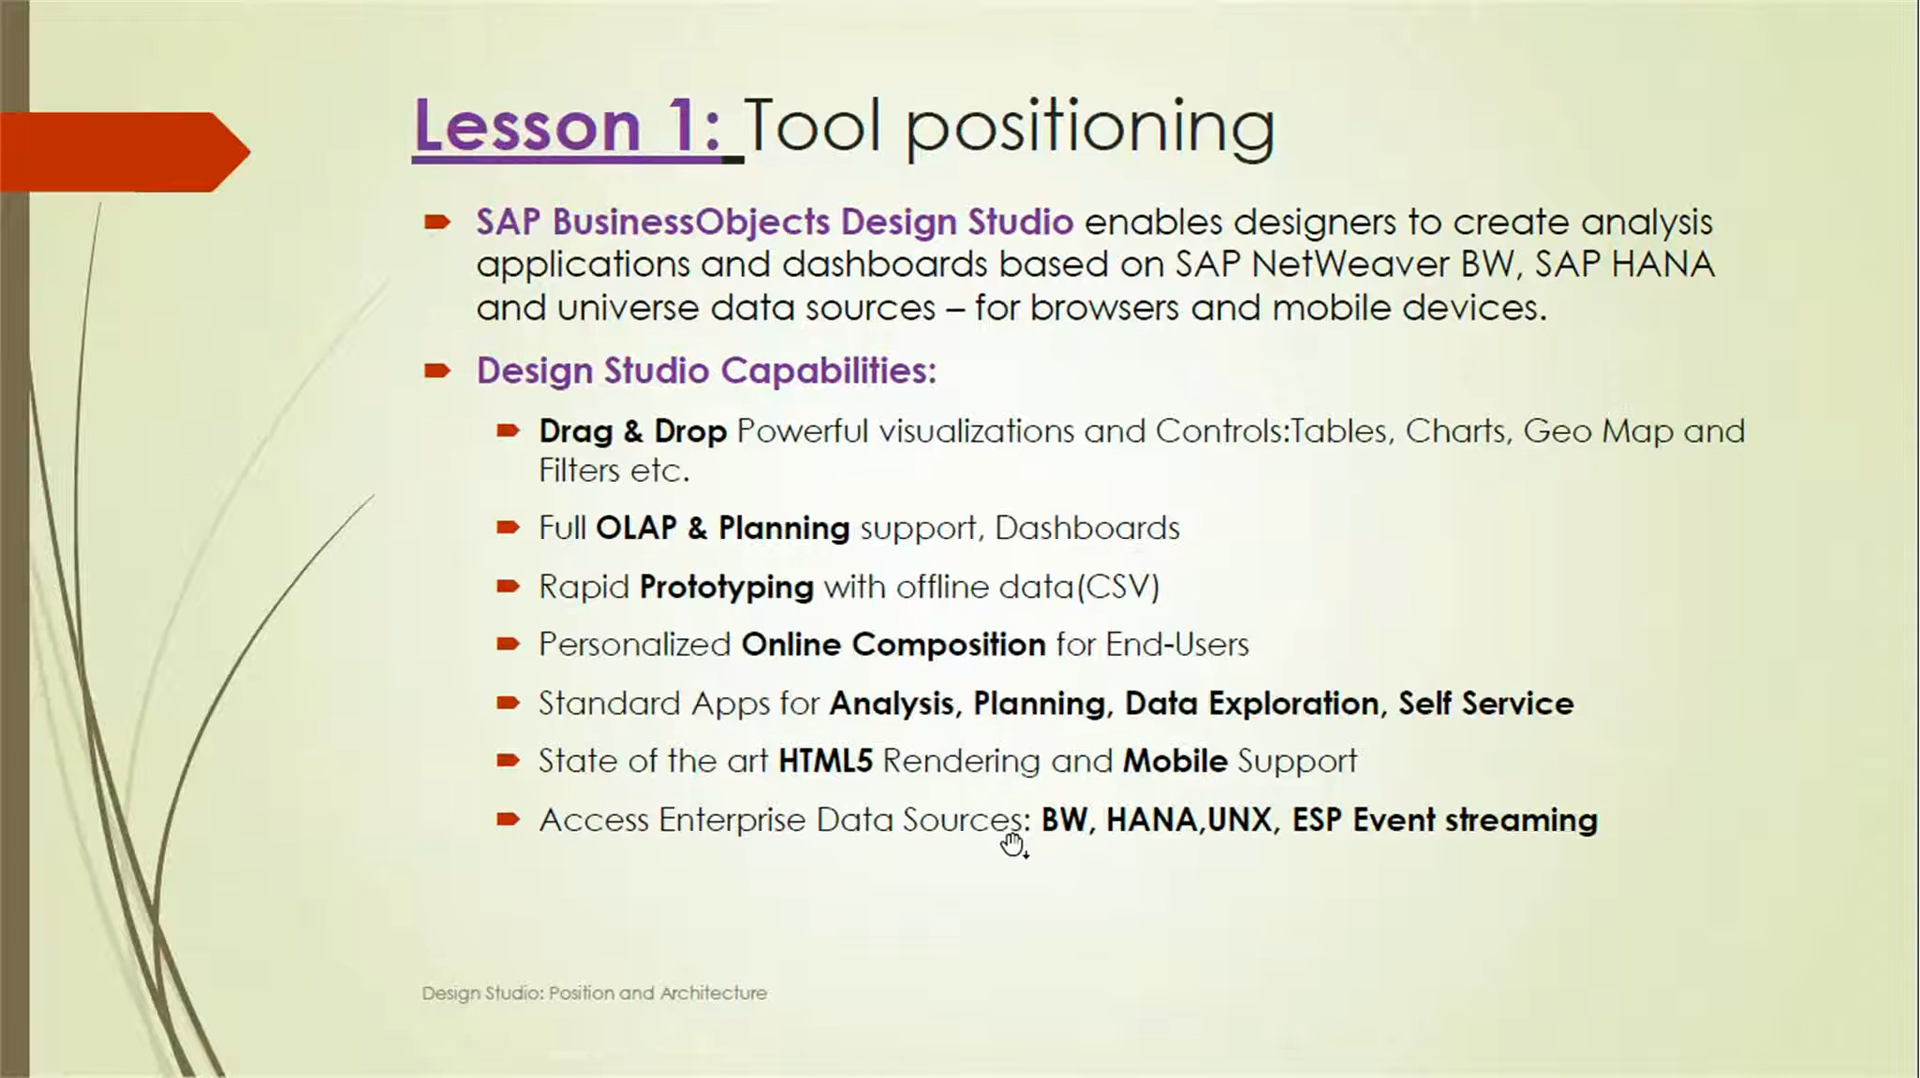 Lesson 1: Tool positioning
SAP BusinessObjects Design Studio enables designers to create analysis
applications and dashboards based on SAP NetWeaver BW, SAP HANA
and universe data sources – for browsers and mobile devices.
Design Studio Capabilities:
Drag & Drop Powerful visualizations and Controls:Tables, Charts, Geo Map and
Filters etc.
Full OLAP & Planning support, Dashboards
Rapid Prototyping with offline data(CSV)
Personalized Online Composition for End-Users
Standard Apps for Analysis, Planning, Data Exploration, Self Service
State of the art HTML5 Rendering and Mobile Support
Access Enterprise Data Sources: BW, HANA,UNX, ESP Event streaming
Design Studio: Position and Architecture